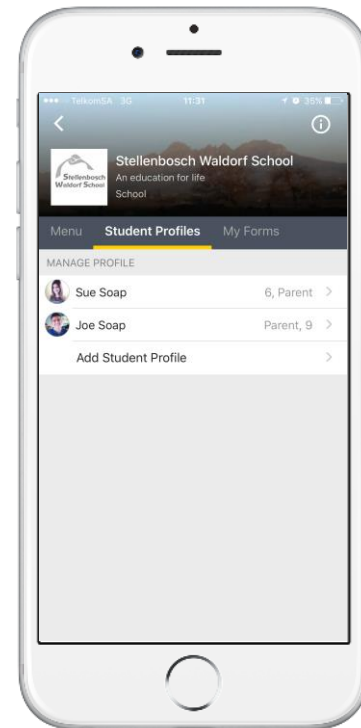 TelkomSA 3G 11:31 35%
Stellenbosch
Waldorf School
Stellenbosch Waldorf School
An education for life
School
Menu Student Profiles My Forms
MANAGE PROFILE
Sue Soap 6, Parent
Joe Soap Parent, 9
Add Student Profile